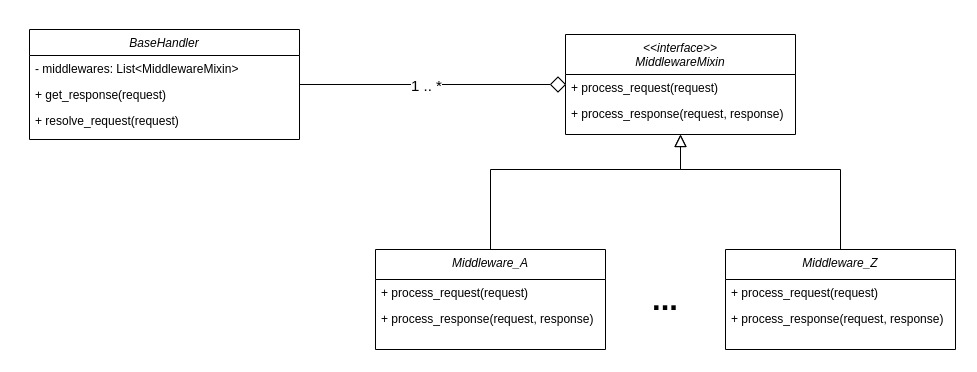 BaseHandler
- middlewares: List<MiddlewareMixin>
+ get_response(request)
+ resolve_request(request)
1 .. *
<<interface>>
MiddlewareMixin
+ process_request(request)
+ process_response(request, response)
Middleware_A
+ process_request(request)
+ process_response(request, response)
...
Middleware_Z
+ process_request(request)
+ process_response(request, response)